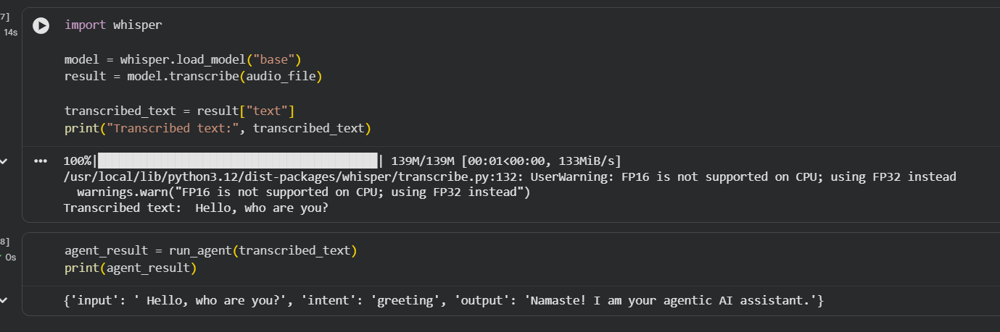 7]
14s
import whisper
model = whisper.load_model("base")
result = model.transcribe(audio_file)
transcribed_text = result["text"]
print("Transcribed text:", transcribed_text)
100%|████████████████████████████████████████| 139M/139M [00:01<00:00, 133MiB/s]
/usr/local/lib/python3.12/dist-packages/whisper/transcribe.py:132: UserWarning: FP16 is not supported on CPU; using FP32 instead
  warnings.warn("FP16 is not supported on CPU; using FP32 instead")
Transcribed text:  Hello, who are you?
8]
0s
agent_result = run_agent(transcribed_text)
print(agent_result)
{'input': ' Hello, who are you?', 'intent': 'greeting', 'output': 'Namaste! I am your agentic AI assistant.'}